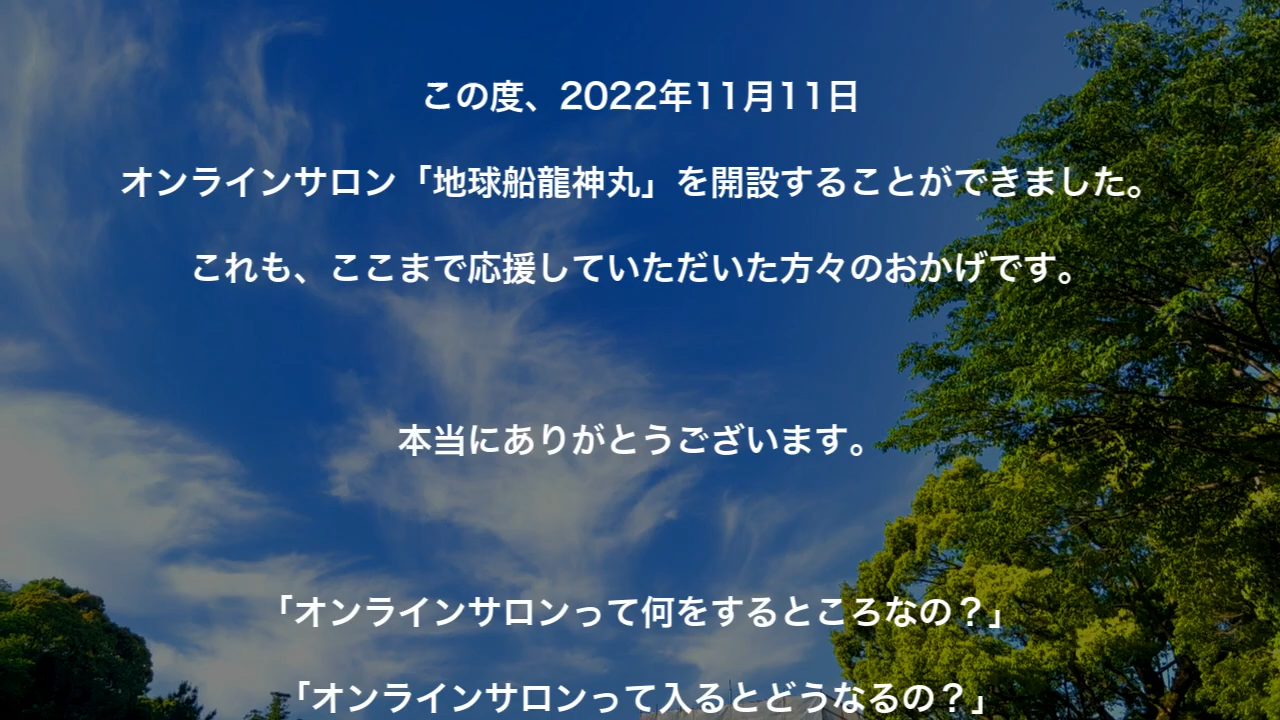 この度、2022年11月11日
オンラインサロン「地球船龍神丸」を開設することができました。
これも、ここまで応援していただいた方々のおかげです。
本当にありがとうございます。
「オンラインサロンって何をするところなの？」
「オンラインサロンって入るとどうなるの？」